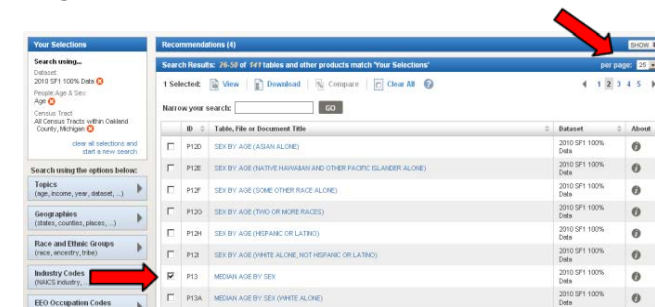 Your Selections
Search using...
Dataset:
2010 SF1 100% Data
People:Age & Sex:
Age
Census Tract
All Census Tracts within Oakland
County, Michigan
clear all selections and
start a new search
Search using the options below:
Topics
(age, income, year, dataset, ...)
Geographies
(states, counties, places, ...)
Race and Ethnic Groups
(race, ancestry, tribe)
Industry Codes
(NAICS industry,
EEO Occupation Codes
Recommendations (4)
SHOW
Search Results: 26-50 of 141 tables and other products match 'Your Selections'
per page: 25
1 Selected: View Download Compare Clear All
1 2 3 4 5
Narrow your search: GO
ID Table, File or Document Title Dataset About
P12D SEX BY AGE (ASIAN ALONE) 2010 SF1 100%
Data
P12E SEX BY AGE (NATIVE HAWAIIAN AND OTHER PACIFIC ISLANDER ALONE) 2010 SF1 100%
Data
P12F SEX BY AGE (SOME OTHER RACE ALONE) 2010 SF1 100%
Data
P12G SEX BY AGE (TWO OR MORE RACES) 2010 SF1 100%
Data
P12H SEX BY AGE (HISPANIC OR LATINO) 2010 SF1 100%
Data
P12I SEX BY AGE (WHITE ALONE, NOT HISPANIC OR LATINO) 2010 SF1 100%
Data
P13 MEDIAN AGE BY SEX 2010 SF1 100%
Data
P13A MEDIAN AGE BY SEX (WHITE ALONE) 2010 SF1 100%
Data